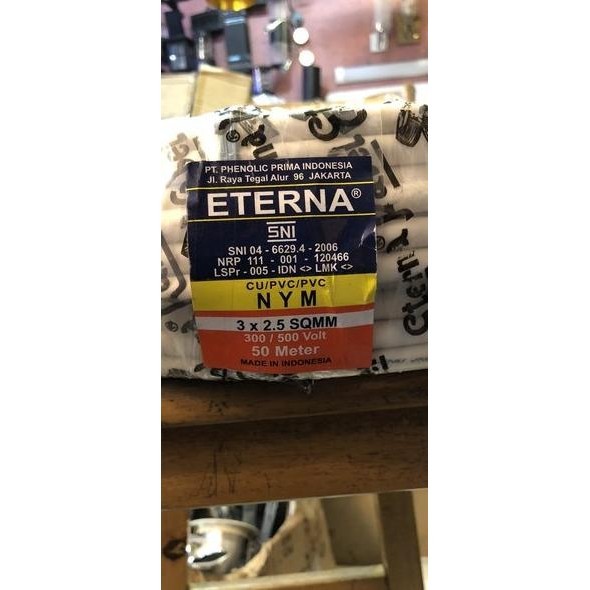 PT. PHENOLIC PRIMA INDONESIA
Jl. Raya Tegal Alur 96 JAKARTA
ETERNA®
SNI
SNI 04 - 6629.4 - 2006
NRP 111 - 001 - 120466
LSPr - 005 - IDN <> LMK <>
CU/PVC/PVC
N Y M
3 x 2.5 SQMM
300 / 500 Volt
50 Meter
MADE IN INDONESIA
Eterna